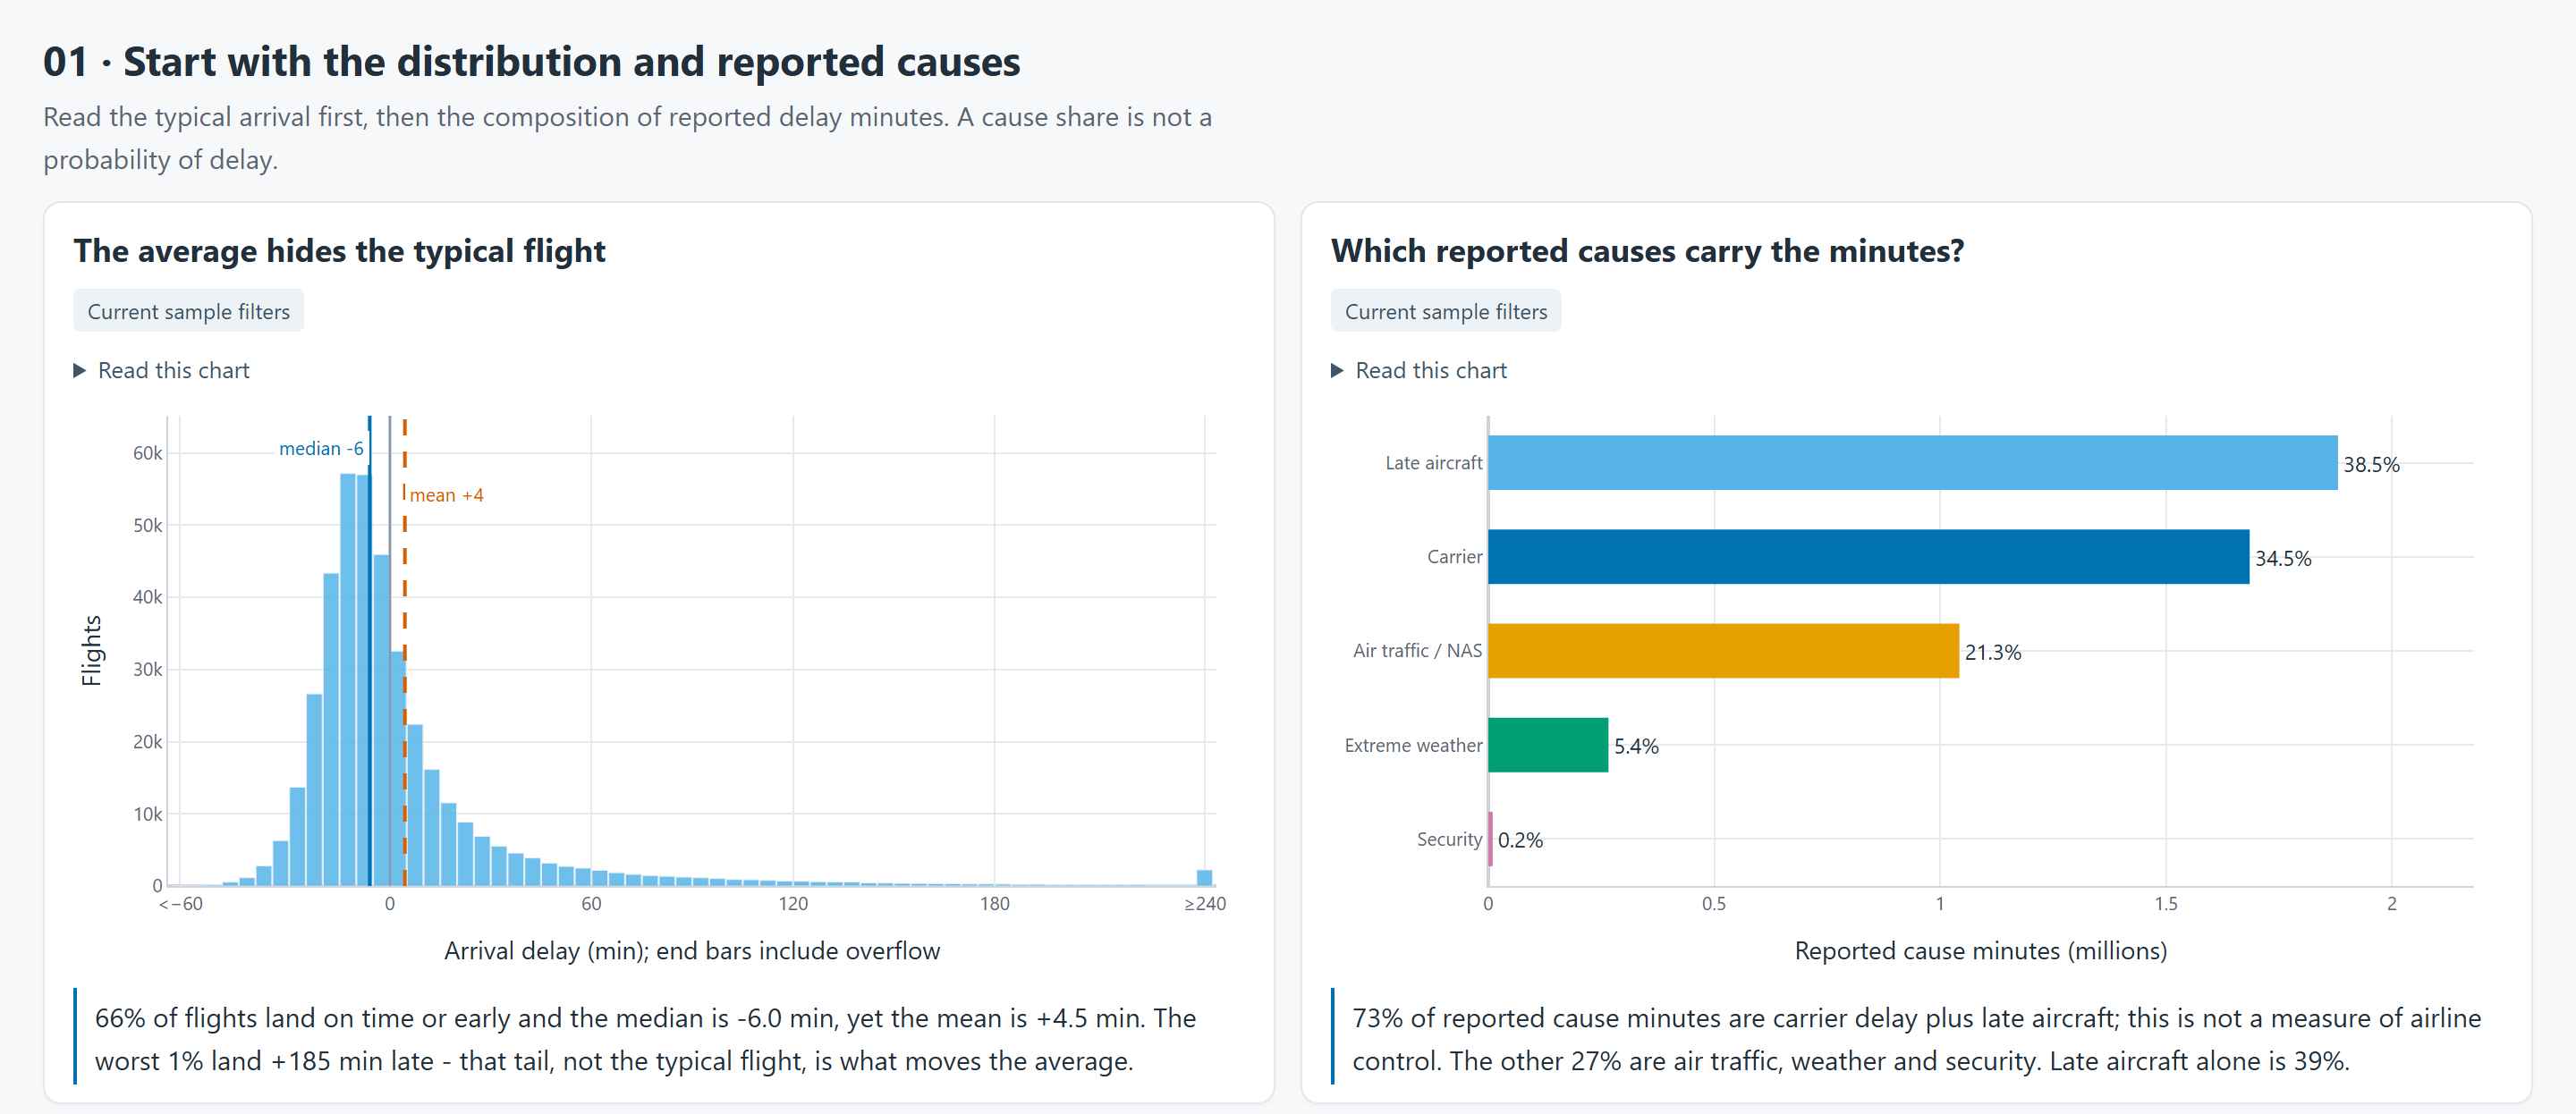 01 · Start with the distribution and reported causes
Read the typical arrival first, then the composition of reported delay minutes. A cause share is not a
probability of delay.
The average hides the typical flight
Current sample filters
▶ Read this chart
median -6
mean +4
60k
50k
40k
30k
20k
10k
0
Flights
<−60
0
60
120
180
≥240
Arrival delay (min); end bars include overflow
66% of flights land on time or early and the median is -6.0 min, yet the mean is +4.5 min. The
worst 1% land +185 min late - that tail, not the typical flight, is what moves the average.
Which reported causes carry the minutes?
Current sample filters
▶ Read this chart
Late aircraft 38.5%
Carrier 34.5%
Air traffic / NAS 21.3%
Extreme weather 5.4%
Security 0.2%
0
0.5
1
1.5
2
Reported cause minutes (millions)
73% of reported cause minutes are carrier delay plus late aircraft; this is not a measure of airline
control. The other 27% are air traffic, weather and security. Late aircraft alone is 39%.